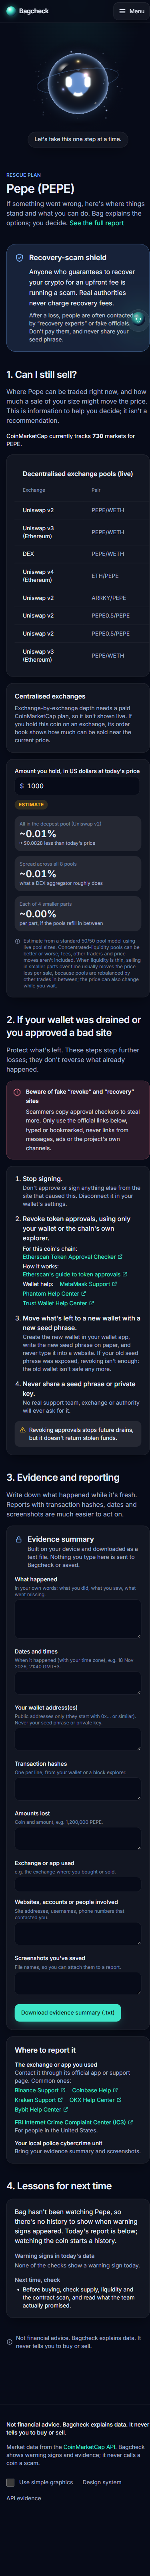 Bagcheck
Menu
Let's take this one step at a time.
RESCUE PLAN
Pepe (PEPE)
If something went wrong, here's where things
stand and what you can do. Bag explains the
options; you decide. See the full report
Recovery-scam shield
Anyone who guarantees to recover
your crypto for an upfront fee is
running a scam. Real authorities
never charge recovery fees.
After a loss, people are often contacted
by "recovery experts" or fake officials.
Don't pay them, and never share your
seed phrase.
1. Can I still sell?
Where Pepe can be traded right now, and how
much a sale of your size might move the price.
This is information to help you decide; it isn't a
recommendation.
CoinMarketCap currently tracks 730 markets for
PEPE.
Decentralised exchange pools (live)
Exchange Pair
Uniswap v2 PEPE/WETH
Uniswap v3
(Ethereum) PEPE/WETH
DEX PEPE/WETH
Uniswap v4
(Ethereum) ETH/PEPE
Uniswap v2 ARRKY/PEPE
Uniswap v2 PEPE0.5/PEPE
Uniswap v2 PEPE0.5/PEPE
Uniswap v3
(Ethereum) PEPE/WETH
Centralised exchanges
Exchange-by-exchange depth needs a paid
CoinMarketCap plan, so it isn't shown live. If you
hold this coin on an exchange, its order
book shows how much can be sold near the
current price.
Amount you hold, in US dollars at today's price
$ 1000
ESTIMATE
All in the deepest pool (Uniswap v2)
~0.01%
≈ $0.0828 less than today's price
Spread across all 8 pools
~0.01%
what a DEX aggregator roughly does
Each of 4 smaller parts
~0.00%
per part, if the pools refill in between
Estimate from a standard 50/50 pool model using
live pool sizes. Concentrated-liquidity pools can be
better or worse; fees, other traders and price
moves aren't included. When liquidity is thin, selling
in smaller parts over time usually moves the price
less per sale, because pools are rebalanced by
other trades in between; the price can also change
while you wait.
2. If your wallet was drained or
you approved a bad site
Protect what's left. These steps stop further
losses; they don't reverse what already
happened.
Beware of fake "revoke" and "recovery"
sites
Scammers copy approval checkers to steal
more. Only use the official links below,
typed or bookmarked, never links from
messages, ads or the project's own
channels.
1. Stop signing.
Don't approve or sign anything else from the
site that caused this. Disconnect it in your
wallet's settings.
2. Revoke token approvals, using only
your wallet or the chain's own
explorer.
For this coin's chain:
Etherscan Token Approval Checker
How it works:
Etherscan's guide to token approvals
Wallet help: MetaMask Support
Phantom Help Center
Trust Wallet Help Center
3. Move what's left to a new wallet with a
new seed phrase.
Create the new wallet in your wallet app,
write the new seed phrase on paper, and
never type it into a website. If your old seed
phrase was exposed, revoking isn't enough:
the old wallet isn't safe any more.
4. Never share a seed phrase or private
key.
No real support team, exchange or authority
will ever ask for it.
Revoking approvals stops future drains,
but it doesn't return stolen funds.
3. Evidence and reporting
Write down what happened while it's fresh.
Reports with transaction hashes, dates and
screenshots are much easier to act on.
Evidence summary
Built on your device and downloaded as a
text file. Nothing you type here is sent to
Bagcheck or saved.
What happened
In your own words: what you did, what you saw, what
went missing.
Dates and times
When it happened (with your time zone), e.g. 18 Nov
2026, 21:40 GMT+3.
Your wallet address(es)
Public addresses only (they start with 0x... or similar).
Never your seed phrase or private key.
Transaction hashes
One per line, from your wallet or a block explorer.
Amounts lost
Coin and amount, e.g. 1,200,000 PEPE.
Exchange or app used
e.g. the exchange where you bought or sold.
Websites, accounts or people involved
Site addresses, usernames, phone numbers that
contacted you.
Screenshots you've saved
File names, so you can attach them to a report.
Download evidence summary (.txt)
Where to report it
The exchange or app you used
Contact it through its official app or support
page. Common ones:
Binance Support Coinbase Help
Kraken Support OKX Help Center
Bybit Help Center
FBI Internet Crime Complaint Center (IC3)
For people in the United States.
Your local police cybercrime unit
Bring your evidence summary and screenshots.
4. Lessons for next time
Bag hasn't been watching Pepe, so
there's no history to show when warning
signs appeared. Today's report is below;
watching the coin starts a history.
Warning signs in today's data
None of the checks show a warning sign today.
Next time, check
• Before buying, check supply, liquidity and
the contract scan, and read what the team
actually promised.
Not financial advice. Bagcheck explains data. It never
tells you to buy or sell.
Not financial advice. Bagcheck explains data. It never
tells you to buy or sell.
Market data from the CoinMarketCap API. Bagcheck
shows warning signs and evidence; it never calls a
coin a scam.
Use simple graphics Design system
API evidence